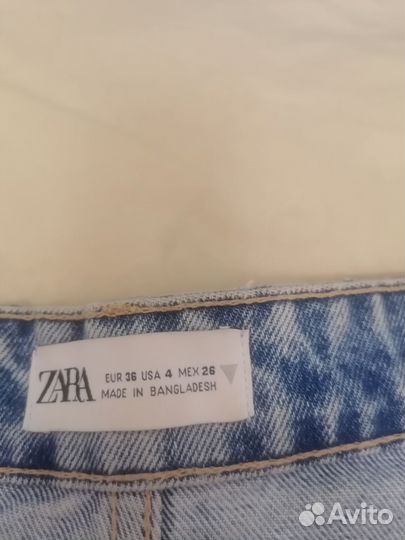 ZARA
EUR 36 USA 4 MEX 26
MADE IN BANGLADESH
Avito